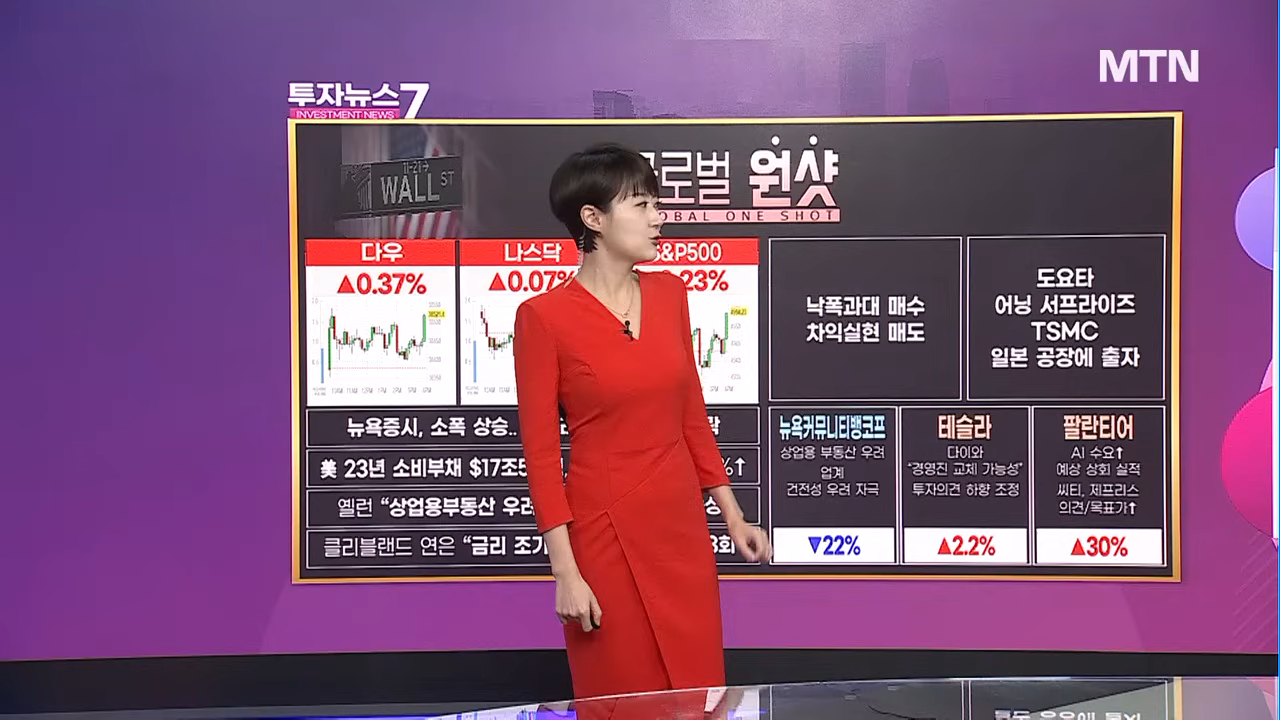 MTN
투자뉴스7
INVESTMENT NEWS
WALL ST
11-21
글로벌 원샷
OBAL ONE SHOT
다우
▲0.37%
나스닥
▲0.07%
S&P500
23%
낙폭과대 매수
차익실현 매도
도요타
어닝 서프라이즈
TSMC
일본 공장에 출자
뉴욕증시, 소폭 상승..
락
美 23년 소비부채 $17조5
%↑
옐런 “상업용부동산 우려
상
클리블랜드 연은 “금리 조기
3회
뉴욕커뮤니티뱅코프
상업용 부동산 우려
업계
건전성 우려 자극
▼22%
테슬라
다이와
“경영진 교체 가능성”
투자의견 하향 조정
▲2.2%
팔란티어
AI 수요↑
예상 상회 실적
씨티, 제프리스
의견/목표가↑
▲30%